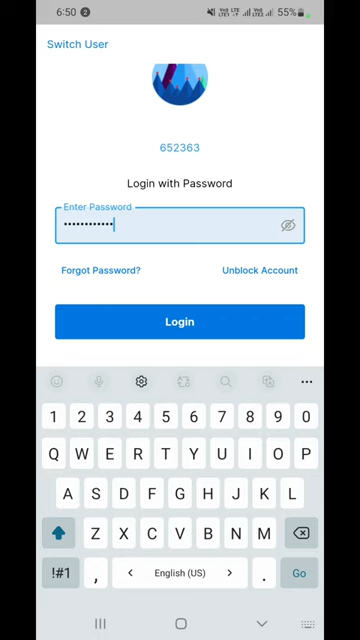 6:50 2 55%
Switch User
652363
Login with Password
Enter Password
••••••••••••
Forgot Password? Unblock Account
Login
1 2 3 4 5 6 7 8 9 0
Q W E R T Y U I O P
A S D F G H J K L
Z X C V B N M
!#1 , < English (US) > . Go